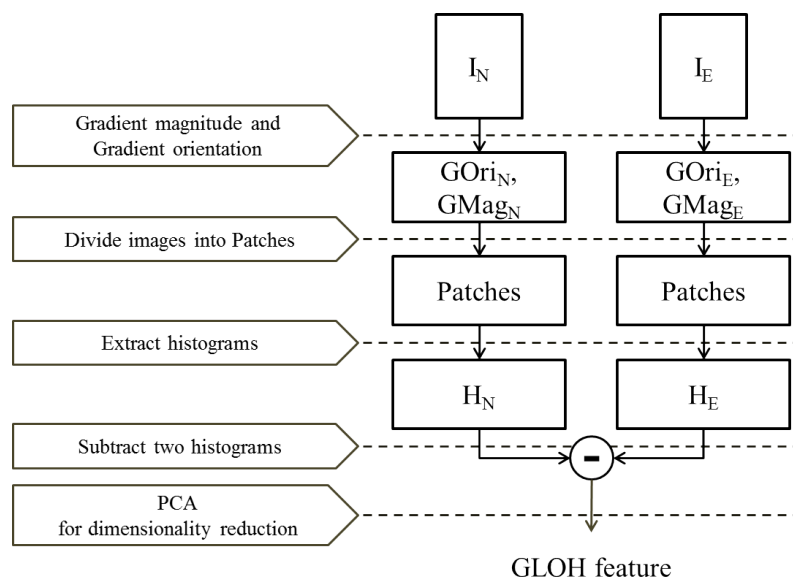 I_N
I_E
Gradient magnitude and
Gradient orientation
GOri_N,
GMag_N
GOri_E,
GMag_E
Divide images into Patches
Patches
Patches
Extract histograms
H_N
H_E
Subtract two histograms
-
PCA
for dimensionality reduction
GLOH feature